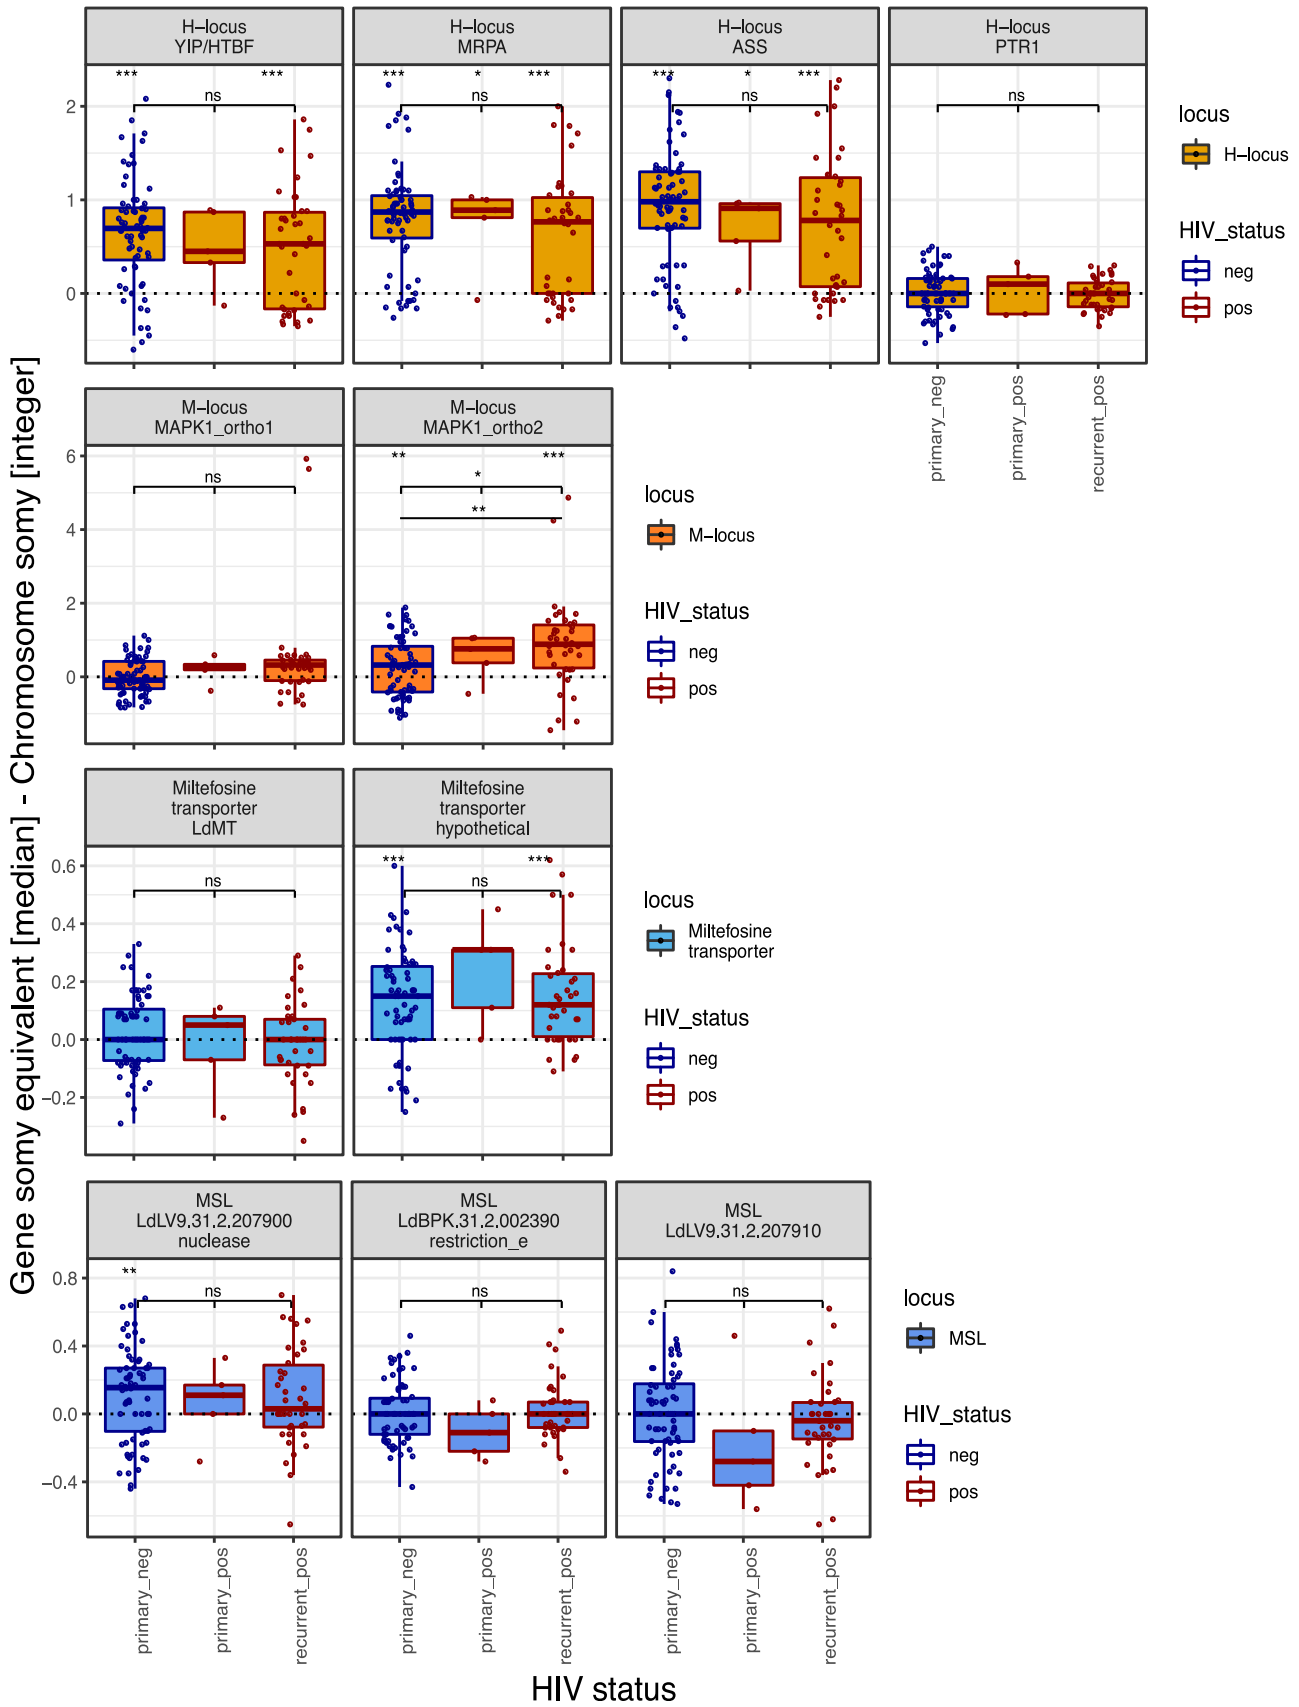 Gene somy equivalent [median] - Chromosome somy [integer]
H-locus
YIP/HTBF
H-locus
MRPA
H-locus
ASS
H-locus
PTR1
*** *** *** * *** *** * ***
ns ns ns ns
2
1
0
primary_neg
primary_pos
recurrent_pos
locus
H-locus
HIV_status
neg
pos
M-locus
MAPK1_ortho1
M-locus
MAPK1_ortho2
** ***
ns *
**
6
4
2
0
locus
M-locus
HIV_status
neg
pos
Miltefosine
transporter
LdMT
Miltefosine
transporter
hypothetical
*** ***
ns ns
0.6
0.4
0.2
0.0
-0.2
locus
Miltefosine
transporter
HIV_status
neg
pos
MSL
LdLV9.31.2.207900
nuclease
MSL
LdBPK.31.2.002390
restriction_e
MSL
LdLV9.31.2.207910
**
ns ns ns
0.8
0.4
0.0
-0.4
primary_neg
primary_pos
recurrent_pos
primary_neg
primary_pos
recurrent_pos
primary_neg
primary_pos
recurrent_pos
locus
MSL
HIV_status
neg
pos
HIV status